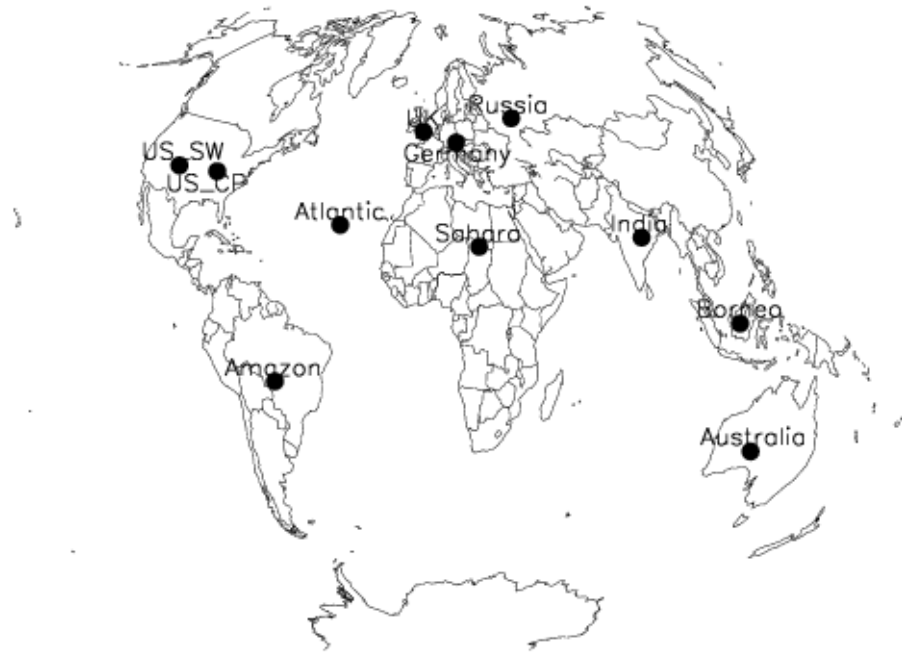 Russia
UK
Germany
US_SW
US_CP
Atlantic
Sahara
India
Borneo
Amazon
Australia